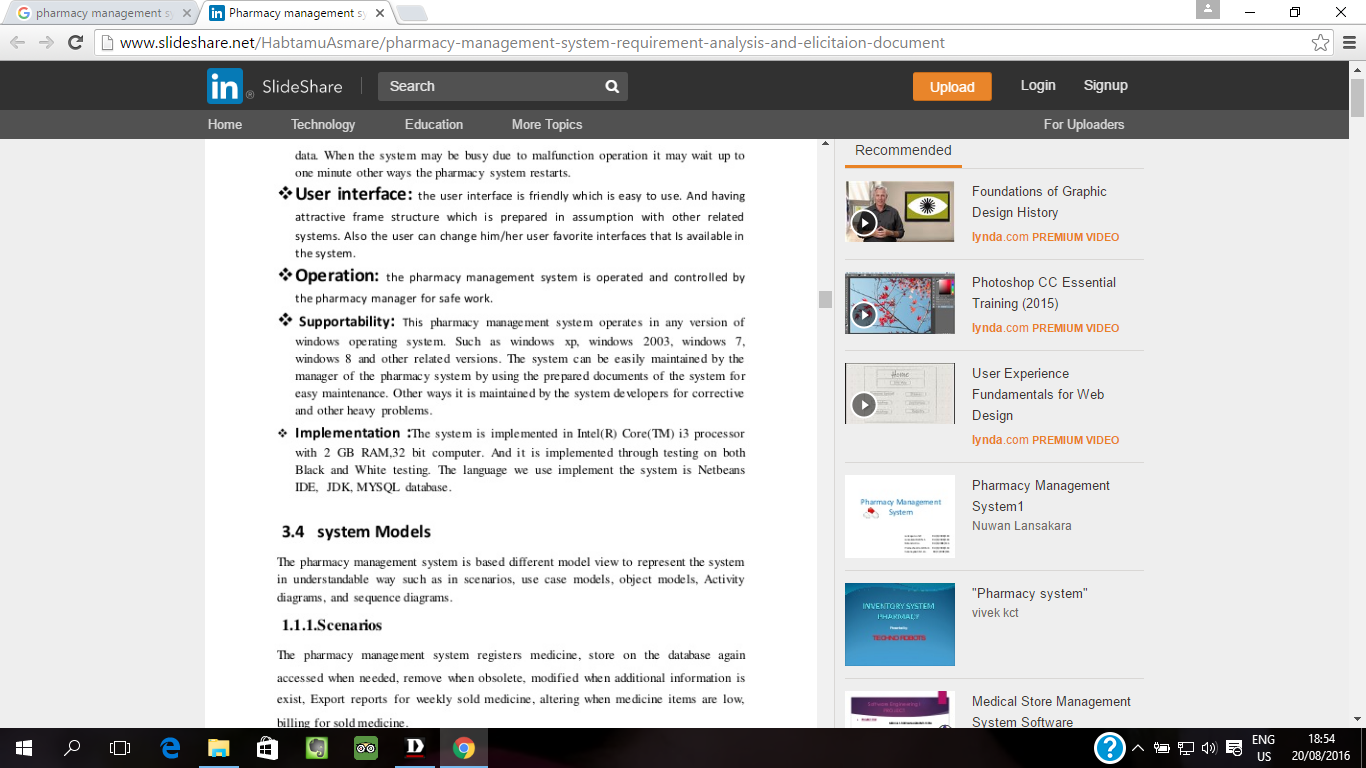 pharmacy management sy
Pharmacy management sy
www.slideshare.net/HabtamuAsmare/pharmacy-management-system-requirement-analysis-and-elicitaion-document
in SlideShare
Search
Upload
Login
Signup
Home
Technology
Education
More Topics
For Uploaders
data. When the system may be busy due to malfunction operation it may wait up to
one minute other ways the pharmacy system restarts.
❖User interface: the user interface is friendly which is easy to use. And having
attractive frame structure which is prepared in assumption with other related
systems. Also the user can change him/her user favorite interfaces that Is available in
the system.
❖Operation: the pharmacy management system is operated and controlled by
the pharmacy manager for safe work.
❖ Supportability: This pharmacy management system operates in any version of
windows operating system. Such as windows xp, windows 2003, windows 7,
windows 8 and other related versions. The system can be easily maintained by the
manager of the pharmacy system by using the prepared documents of the system for
easy maintenance. Other ways it is maintained by the system developers for corrective
and other heavy problems.
❖ Implementation :The system is implemented in Intel(R) Core(TM) i3 processor
with 2 GB RAM,32 bit computer. And it is implemented through testing on both
Black and White testing. The language we use implement the system is Netbeans
IDE, JDK, MYSQL database.
3.4 system Models
The pharmacy management system is based different model view to represent the system
in understandable way such as in scenarios, use case models, object models, Activity
diagrams, and sequence diagrams.
1.1.1.Scenarios
The pharmacy management system registers medicine, store on the database again
accessed when needed, remove when obsolete, modified when additional information is
exist, Export reports for weekly sold medicine, altering when medicine items are low,
billing for sold medicine.
Recommended
Foundations of Graphic
Design History
lynda.com PREMIUM VIDEO
Photoshop CC Essential
Training (2015)
lynda.com PREMIUM VIDEO
Home
User Experience
Fundamentals for Web
Design
lynda.com PREMIUM VIDEO
Pharmacy Management
System
Pharmacy Management
System1
Nuwan Lansakara
INVENTORY SYSTEM
PHARMACY
TECHNO ROBOTS
"Pharmacy system"
vivek kct
Medical Store Management
System Software
ENG
US
18:54
20/08/2016